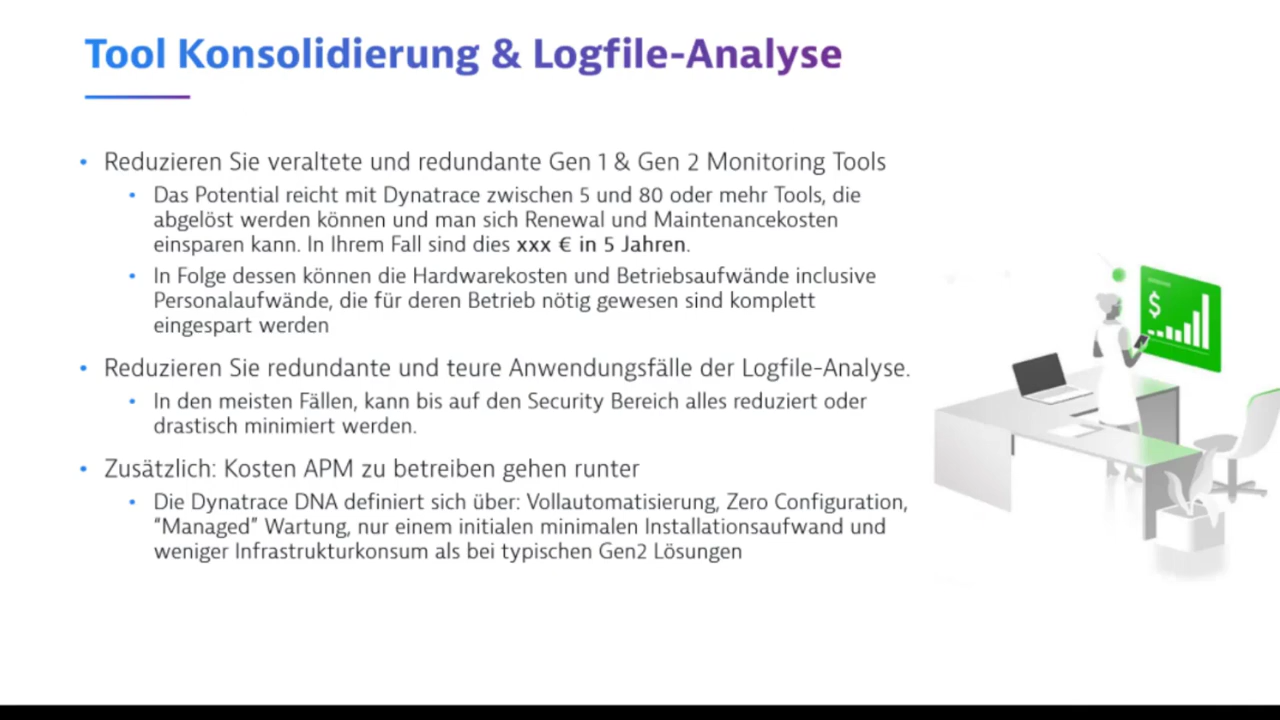 Tool Konsolidierung & Logfile-Analyse
• Reduzieren Sie veraltete und redundante Gen 1 & Gen 2 Monitoring Tools
• Das Potential reicht mit Dynatrace zwischen 5 und 80 oder mehr Tools, die
abgelöst werden können und man sich Renewal und Maintenancekosten
einsparen kann. In Ihrem Fall sind dies xxx € in 5 Jahren.
• In Folge dessen können die Hardwarekosten und Betriebsaufwände inclusive
Personalaufwände, die für deren Betrieb nötig gewesen sind komplett
eingespart werden
• Reduzieren Sie redundante und teure Anwendungsfälle der Logfile-Analyse.
• In den meisten Fällen, kann bis auf den Security Bereich alles reduziert oder
drastisch minimiert werden.
• Zusätzlich: Kosten APM zu betreiben gehen runter
• Die Dynatrace DNA definiert sich über: Vollautomatisierung, Zero Configuration,
“Managed” Wartung, nur einem initialen minimalen Installationsaufwand und
weniger Infrastrukturkonsum als bei typischen Gen2 Lösungen
$